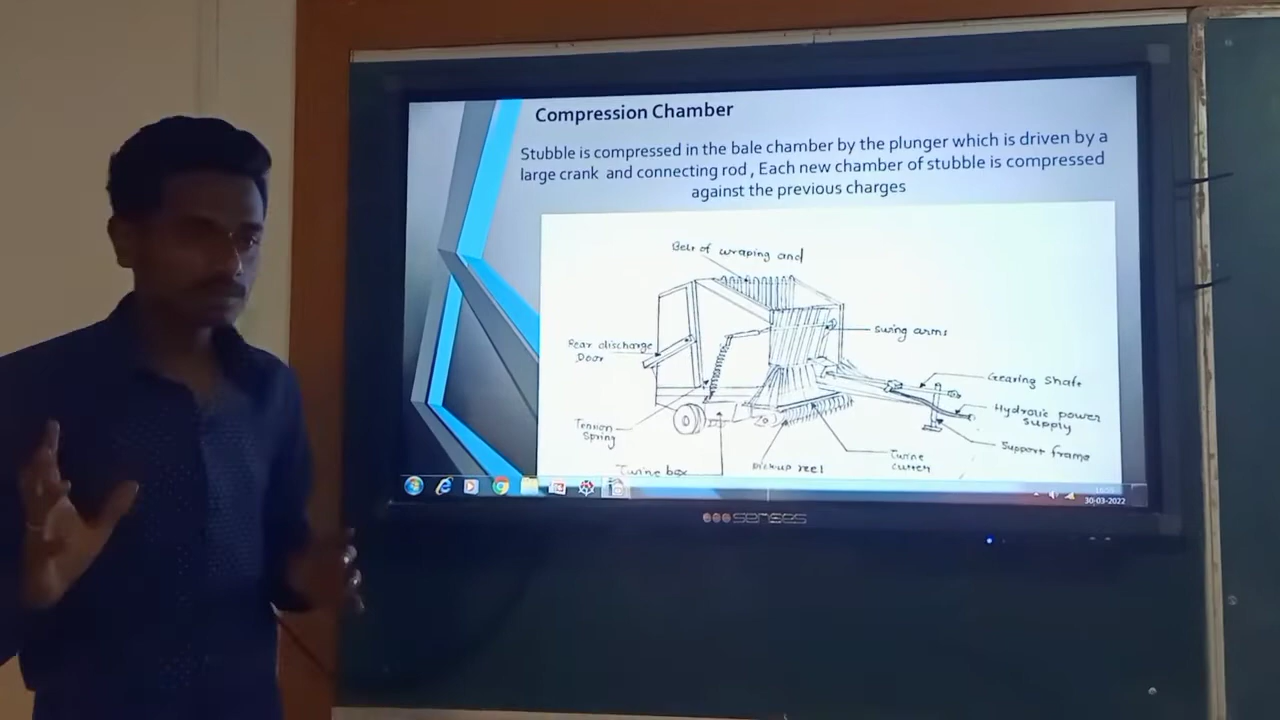 Compression Chamber
Stubble is compressed in the bale chamber by the plunger which is driven by a
large crank and connecting rod , Each new chamber of stubble is compressed
against the previous charges
Belt of wraping and
Swing arms
Rear discharge
Door
Gearing Shaft
Hydrolic power
supply
Tension
Spring
Support frame
Twine
cutter
Pickup reel
Twine box
30-03-2022
senses